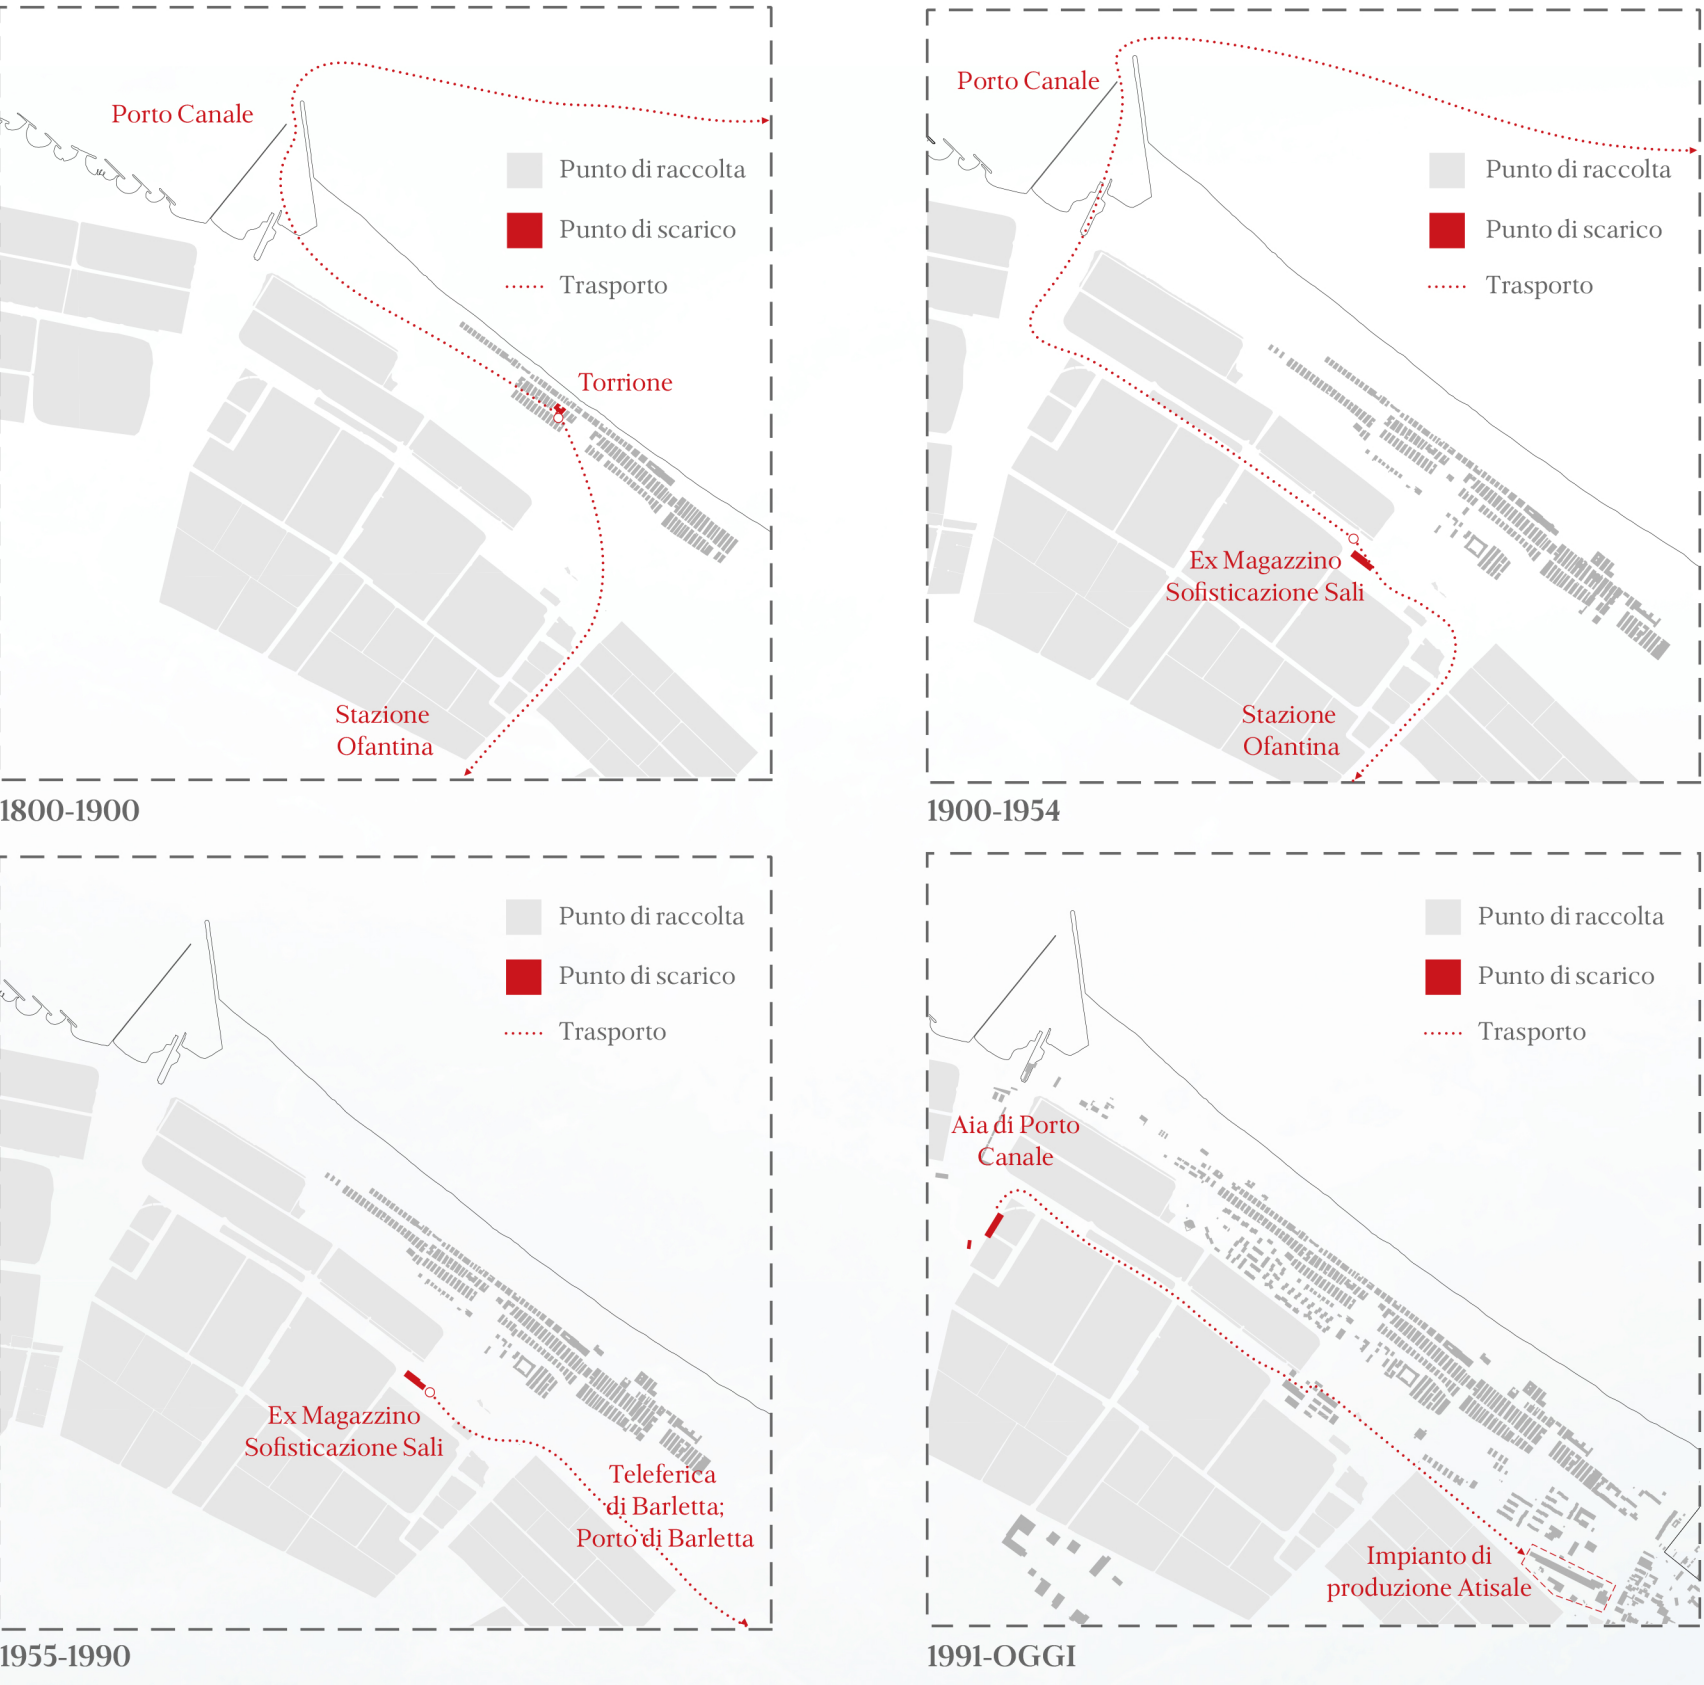 Porto Canale
Punto di raccolta
Punto di scarico
Trasporto
Torrione
Stazione
Ofantina
1800-1900
Porto Canale
Punto di raccolta
Punto di scarico
Trasporto
Ex Magazzino
Sofisticazione Sali
Stazione
Ofantina
1900-1954
Punto di raccolta
Punto di scarico
Trasporto
Ex Magazzino
Sofisticazione Sali
Teleferica
di Barletta;
Porto di Barletta
1955-1990
Punto di raccolta
Punto di scarico
Trasporto
Aia di Porto
Canale
Impianto di
produzione Atisale
1991-OGGI